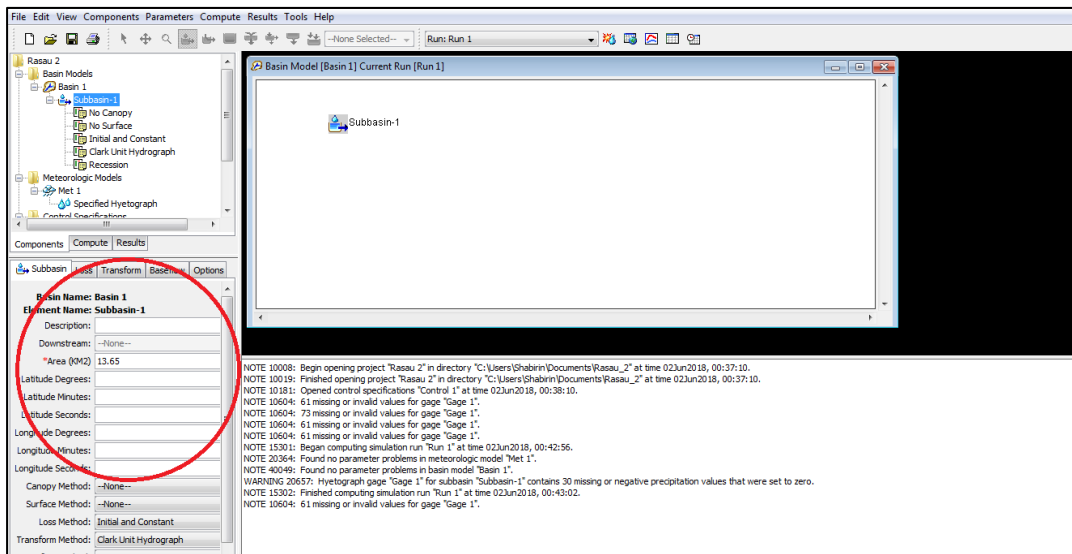 File Edit View Components Parameters Compute Results Tools Help
--None Selected-- Run: Run 1
Rasau 2
Basin Models
Basin 1
Subbasin-1
No Canopy
No Surface
Initial and Constant
Clark Unit Hydrograph
Recession
Meteorologic Models
Met 1
Specified Hyetograph
Control Specifications
Components Compute Results
Subbasin Loss Transform Baseflow Options
Basin Name: Basin 1
Element Name: Subbasin-1
Description:
Downstream: --None--
*Area (KM2) 13.65
Latitude Degrees:
Latitude Minutes:
Latitude Seconds:
Longitude Degrees:
Longitude Minutes:
Longitude Seconds:
Canopy Method: --None--
Surface Method: --None--
Loss Method: Initial and Constant
Transform Method: Clark Unit Hydrograph
Basin Model [Basin 1] Current Run [Run 1]
Subbasin-1
NOTE 10008: Begin opening project "Rasau 2" in directory "C:\Users\Shabirin\Documents\Rasau_2" at time 02Jun2018, 00:37:10.
NOTE 10019: Finished opening project "Rasau 2" in directory "C:\Users\Shabirin\Documents\Rasau_2" at time 02Jun2018, 00:37:10.
NOTE 10181: Opened control specifications "Control 1" at time 02Jun2018, 00:38:10.
NOTE 10604: 61 missing or invalid values for gage "Gage 1".
NOTE 10604: 73 missing or invalid values for gage "Gage 1".
NOTE 10604: 61 missing or invalid values for gage "Gage 1".
NOTE 10604: 61 missing or invalid values for gage "Gage 1".
NOTE 15301: Began computing simulation run "Run 1" at time 02Jun2018, 00:42:56.
NOTE 20364: Found no parameter problems in meteorologic model "Met 1".
NOTE 40049: Found no parameter problems in basin model "Basin 1".
WARNING 20657: Hyetograph gage "Gage 1" for subbasin "Subbasin-1" contains 30 missing or negative precipitation values that were set to zero.
NOTE 15302: Finished computing simulation run "Run 1" at time 02Jun2018, 00:43:02.
NOTE 10604: 61 missing or invalid values for gage "Gage 1".